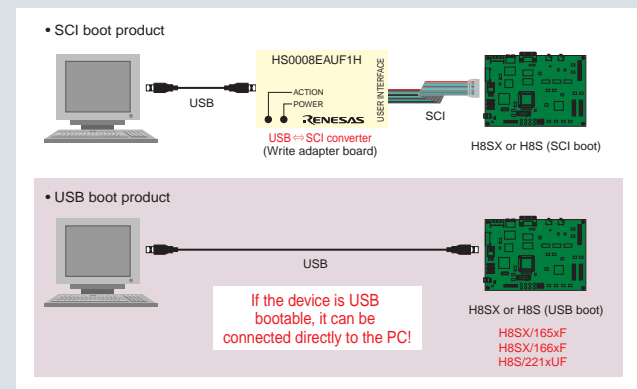 • SCI boot product
HS0008EAUF1H
ACTION
POWER
RENESAS
USER INTERFACE
USB
USB⇔SCI converter
(Write adapter board)
SCI
H8SX or H8S (SCI boot)
• USB boot product
USB
If the device is USB
bootable, it can be
connected directly to the PC!
H8SX or H8S (USB boot)
H8SX/165xF
H8SX/166xF
H8S/221xUF